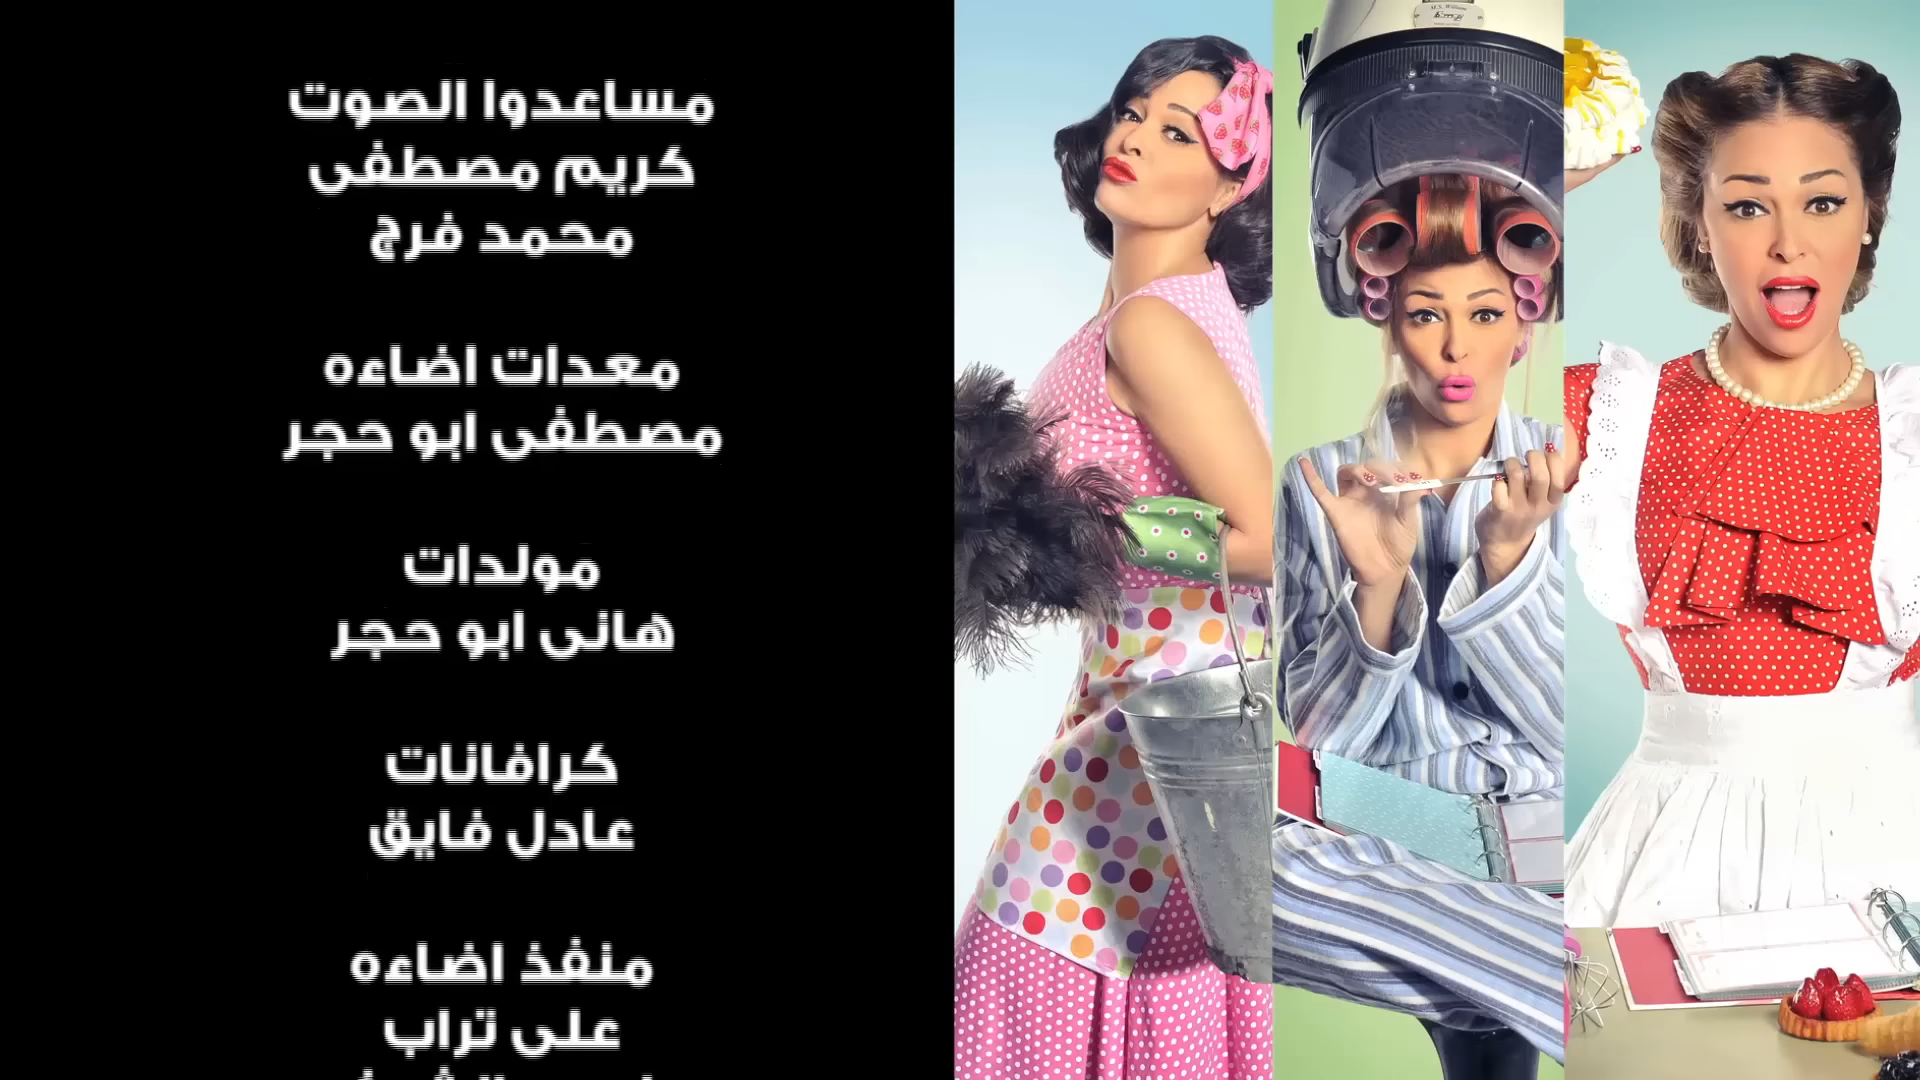 مساعدوا الصوت
كريم مصطفى
محمد فرج
معدات اضاءه
مصطفى ابو حجر
مولدات
هانى ابو حجر
كرافانات
عادل فايق
منفذ اضاءه
على تراب